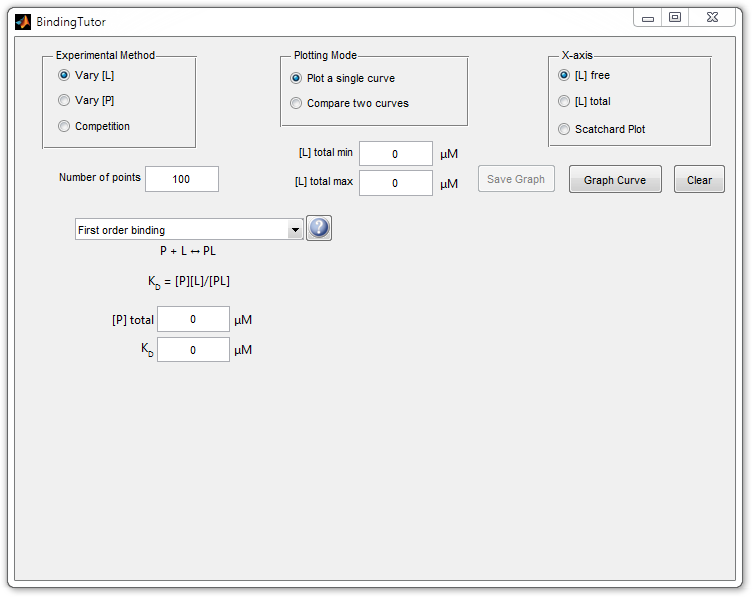 BindingTutor
Experimental Method
Vary [L]
Vary [P]
Competition
Plotting Mode
Plot a single curve
Compare two curves
X-axis
[L] free
[L] total
Scatchard Plot
Number of points 100
[L] total min 0 µM
[L] total max 0 µM
Save Graph
Graph Curve
Clear
First order binding ?
P + L ↔ PL
KD = [P][L]/[PL]
[P] total 0 µM
KD 0 µM